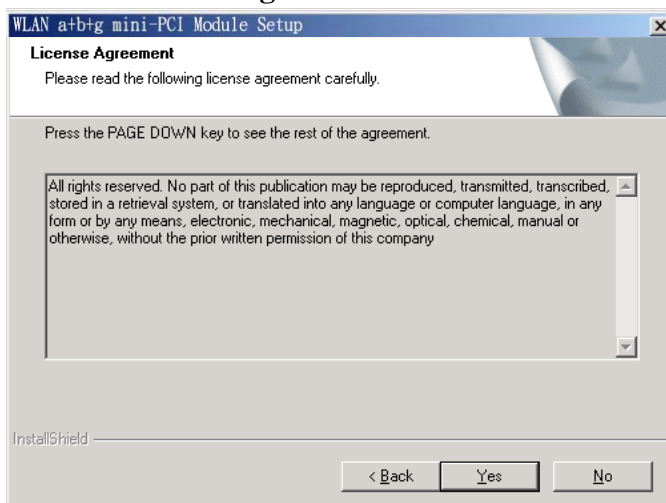 WLAN a+b+g mini-PCI Module Setup
License Agreement
Please read the following license agreement carefully.
Press the PAGE DOWN key to see the rest of the agreement.
All rights reserved. No part of this publication may be reproduced, transmitted, transcribed,
stored in a retrieval system, or translated into any language or computer language, in any
form or by any means, electronic, mechanical, magnetic, optical, chemical, manual or
otherwise, without the prior written permission of this company
InstallShield
< Back
Yes
No